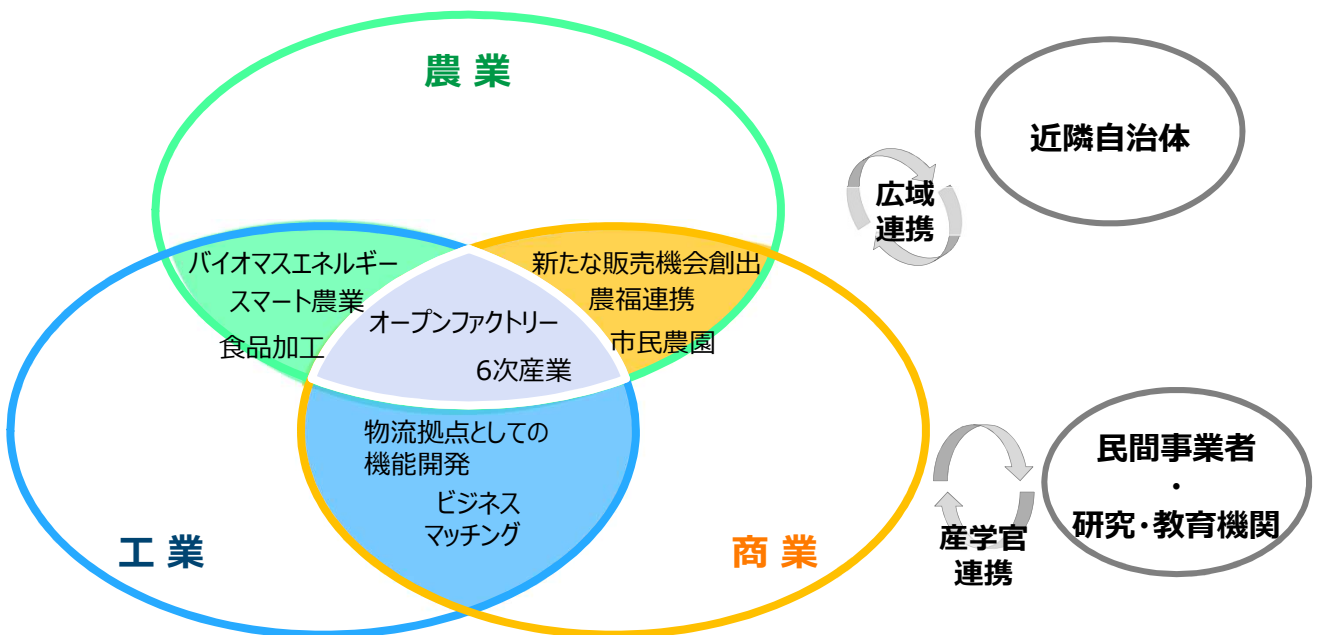 農 業
近隣自治体
広域
連携
バイオマスエネルギー
スマート農業
食品加工
新たな販売機会創出
農福連携
市民農園
オープンファクトリー
6次産業
物流拠点としての
機能開発
ビジネス
マッチング
工 業
商 業
産学官
連携
民間事業者
・
研究・教育機関